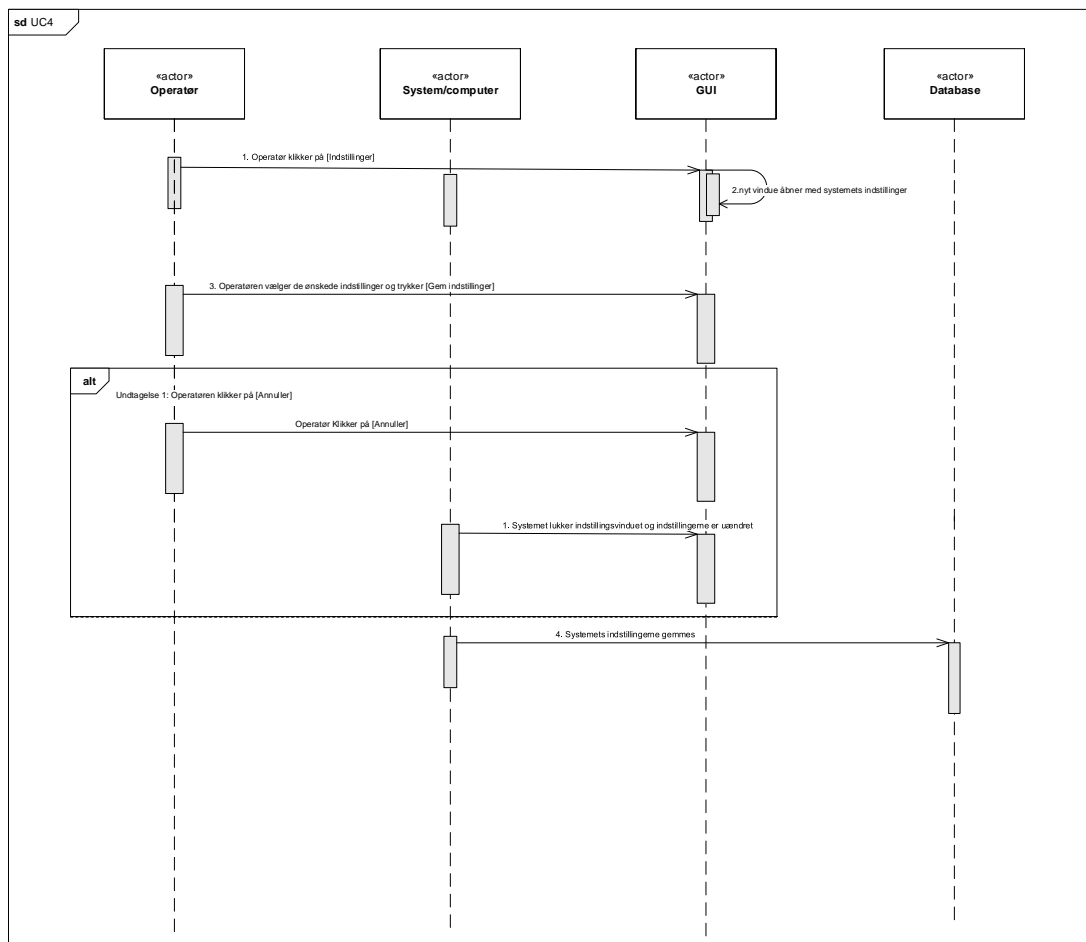 sd UC4
«actor»
Operatør
«actor»
System/computer
«actor»
GUI
«actor»
Database
1. Operatør klikker på [Indstillinger]
2.nyt vindue åbner med systemets indstillinger
3. Operatøren vælger de ønskede indstillinger og trykker [Gem indstillinger]
alt
Undtagelse 1: Operatøren klikker på [Annuller]
Operatør Klikker på [Annuller]
1. Systemet lukker indstillingsvinduet og indstillingerne er uændret
4. Systemets indstillingerne gemmes